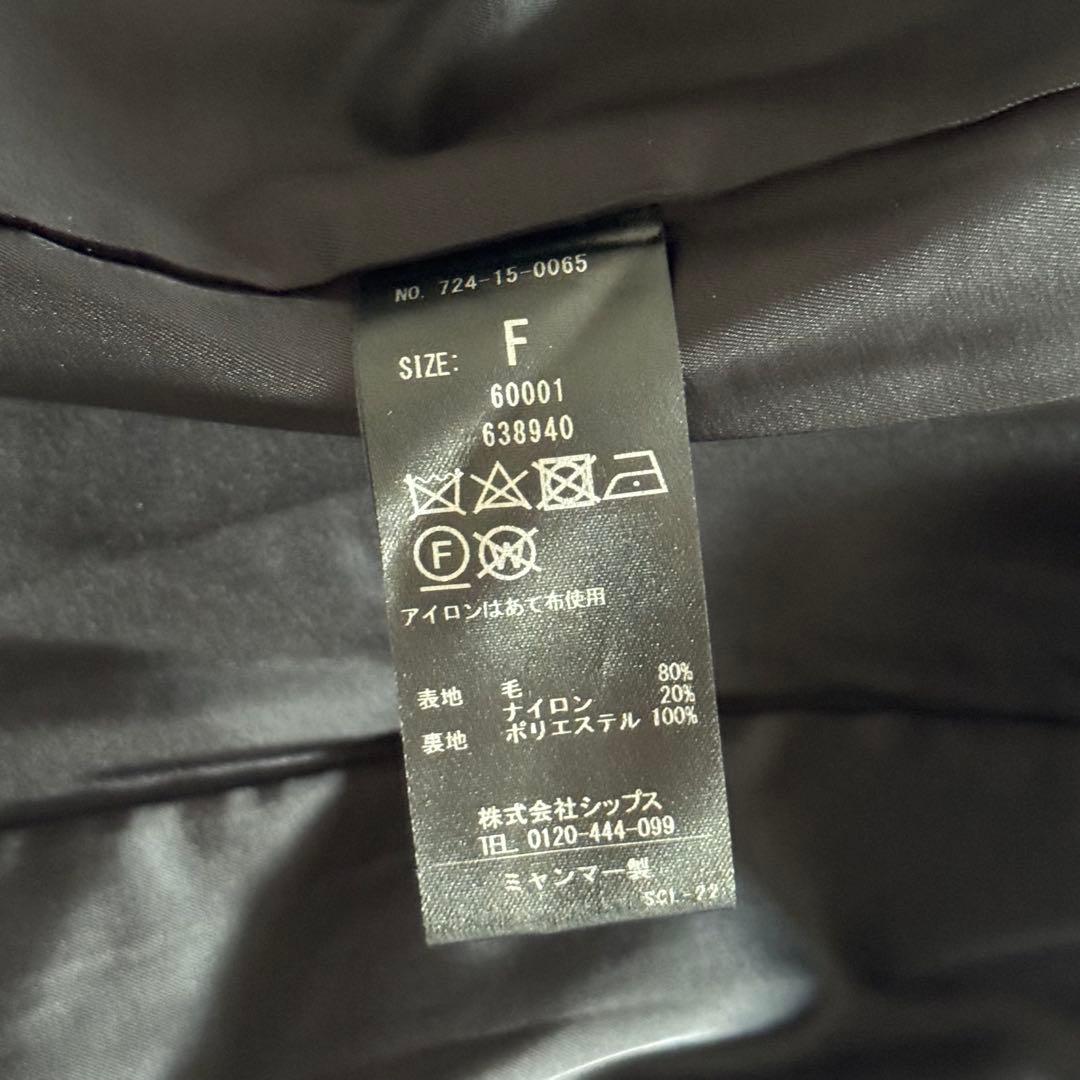 NO. 724-15-0065
SIZE: F
60001
638940
F W
アイロンはあて布使用
表地 毛 80%
ナイロン 20%
裏地 ポリエステル 100%
株式会社シップス
TEL 0120-444-099
ミャンマー製
SCL-22